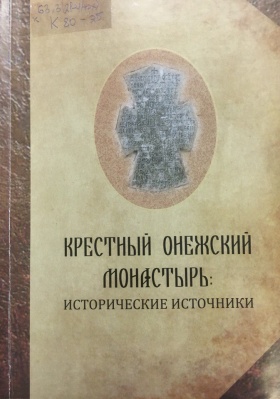 КРЕСТНЫЙ ОНЕЖСКИЙ
МОНАСТЫРЬ:
ИСТОРИЧЕСКИЕ ИСТОЧНИКИ